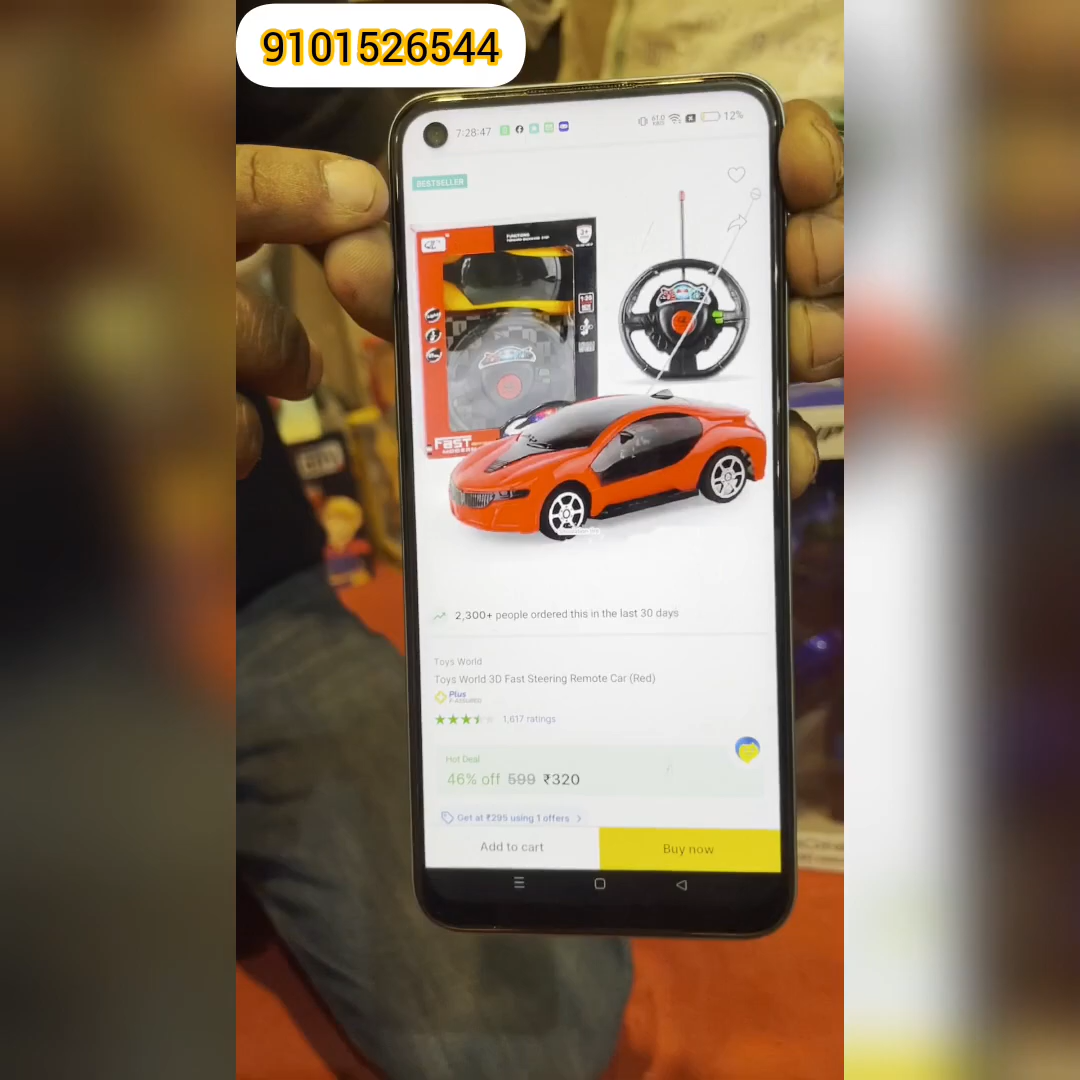 9101526544
7:28:47
12%
BESTSELLER
FAST
2,300+ people ordered this in the last 30 days
Toys World
Toys World 3D Fast Steering Remote Car (Red)
Plus
F-ASSURED
1,617 ratings
Hot Deal
46% off 599 ₹320
Get at ₹295 using 1 offers >
Add to cart
Buy now